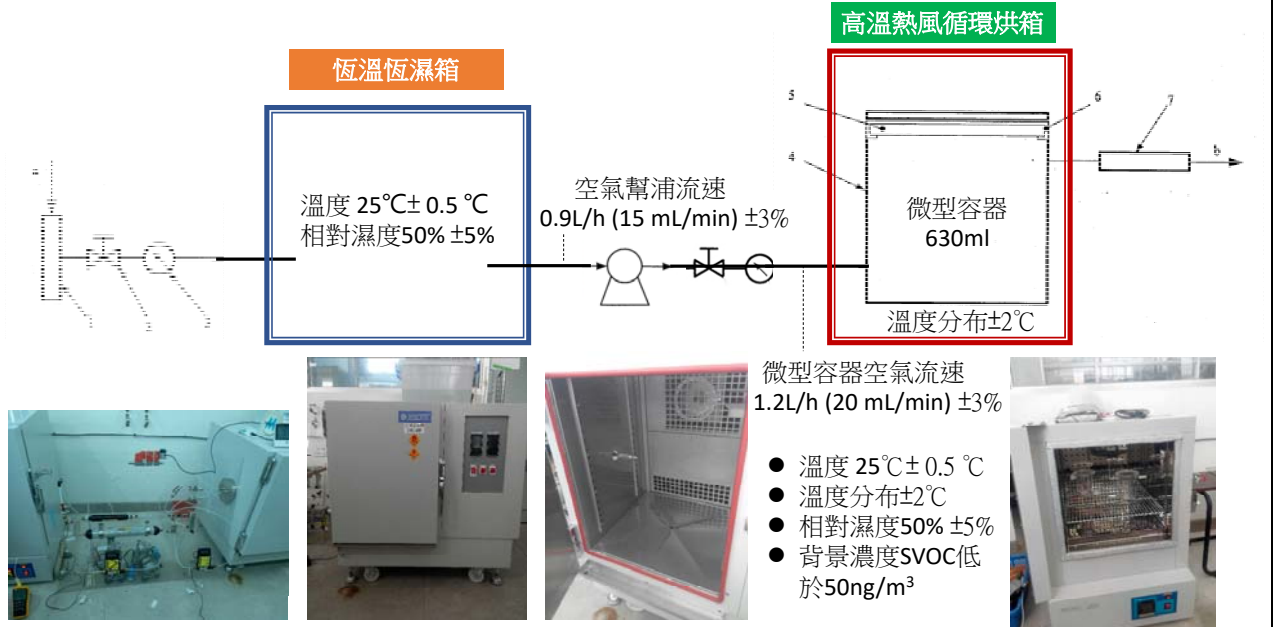 高溫熱風循環烘箱
恆溫恆濕箱
5
6
7
4
b
溫度 25℃± 0.5 ℃
相對濕度50% ±5%
空氣幫浦流速
0.9L/h (15 mL/min) ±3%
微型容器
630ml
溫度分布±2℃
微型容器空氣流速
1.2L/h (20 mL/min) ±3%
● 溫度 25℃± 0.5 ℃
● 溫度分布±2℃
● 相對濕度50% ±5%
● 背景濃度SVOC低
於50ng/m³